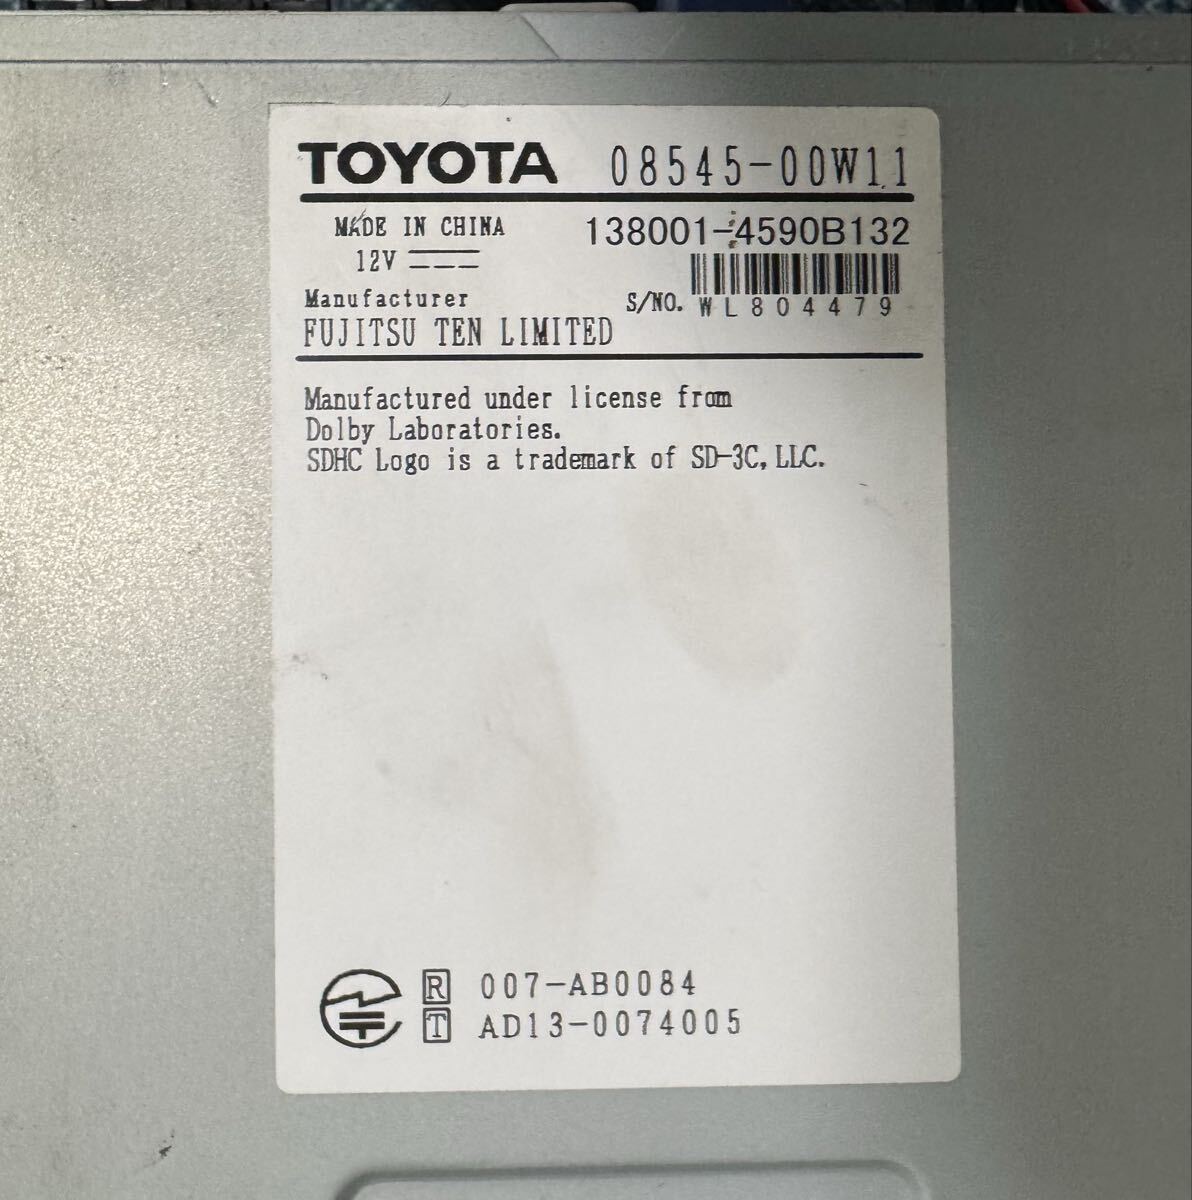 TOYOTA 08545-00W11
MADE IN CHINA 138001-4590B132
12V
Manufacturer S/NO. WL804479
FUJITSU TEN LIMITED
Manufactured under license from
Dolby Laboratories.
SDHC Logo is a trademark of SD-3C, LLC.
R 007-AB0084
T AD13-0074005